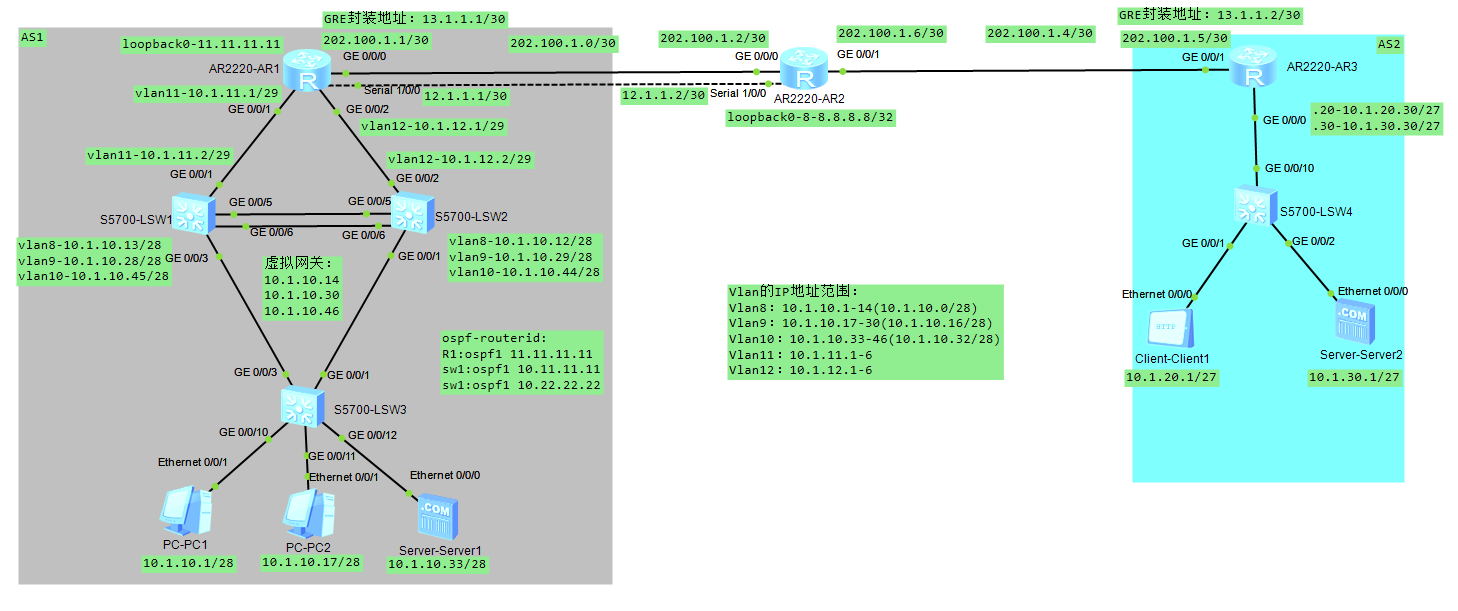 GRE封装地址: 13.1.1.1/30
GRE封装地址: 13.1.1.2/30
AS1
loopback0-11.11.11.11
202.100.1.1/30
202.100.1.0/30
202.100.1.2/30
202.100.1.6/30
202.100.1.4/30
202.100.1.5/30
AS2
GE 0/0/0
GE 0/0/0
GE 0/0/1
GE 0/0/1
AR2220-AR1
AR2220-AR3
Serial 1/0/0
12.1.1.1/30
12.1.1.2/30
Serial 1/0/0
AR2220-AR2
vlan11-10.1.11.1/29
GE 0/0/1
GE 0/0/2
vlan12-10.1.12.1/29
loopback0-8-8.8.8.8/32
GE 0/0/0
.20-10.1.20.30/27
.30-10.1.30.30/27
vlan11-10.1.11.2/29
vlan12-10.1.12.2/29
GE 0/0/1
GE 0/0/2
GE 0/0/10
GE 0/0/5
GE 0/0/5
S5700-LSW1
S5700-LSW2
S5700-LSW4
GE 0/0/6
GE 0/0/6
vlan8-10.1.10.13/28
vlan9-10.1.10.28/28
vlan10-10.1.10.45/28
GE 0/0/3
虚拟网关:
10.1.10.14
10.1.10.30
10.1.10.46
GE 0/0/1
vlan8-10.1.10.12/28
vlan9-10.1.10.29/28
vlan10-10.1.10.44/28
GE 0/0/1
GE 0/0/2
Vlan的IP地址范围:
Vlan8: 10.1.10.1-14(10.1.10.0/28)
Vlan9: 10.1.10.17-30(10.1.10.16/28)
Vlan10: 10.1.10.33-46(10.1.10.32/28)
Vlan11: 10.1.11.1-6
Vlan12: 10.1.12.1-6
Ethernet 0/0/0
Ethernet 0/0/0
HTTP
.COM
Client-Client1
Server-Server2
10.1.20.1/27
10.1.30.1/27
ospf-routerid:
R1:ospf1 11.11.11.11
sw1:ospf1 10.11.11.11
sw1:ospf1 10.22.22.22
GE 0/0/3
GE 0/0/1
S5700-LSW3
GE 0/0/10
GE 0/0/12
GE 0/0/11
Ethernet 0/0/1
Ethernet 0/0/1
Ethernet 0/0/0
.COM
PC-PC1
PC-PC2
Server-Server1
10.1.10.1/28
10.1.10.17/28
10.1.10.33/28
R
R
R